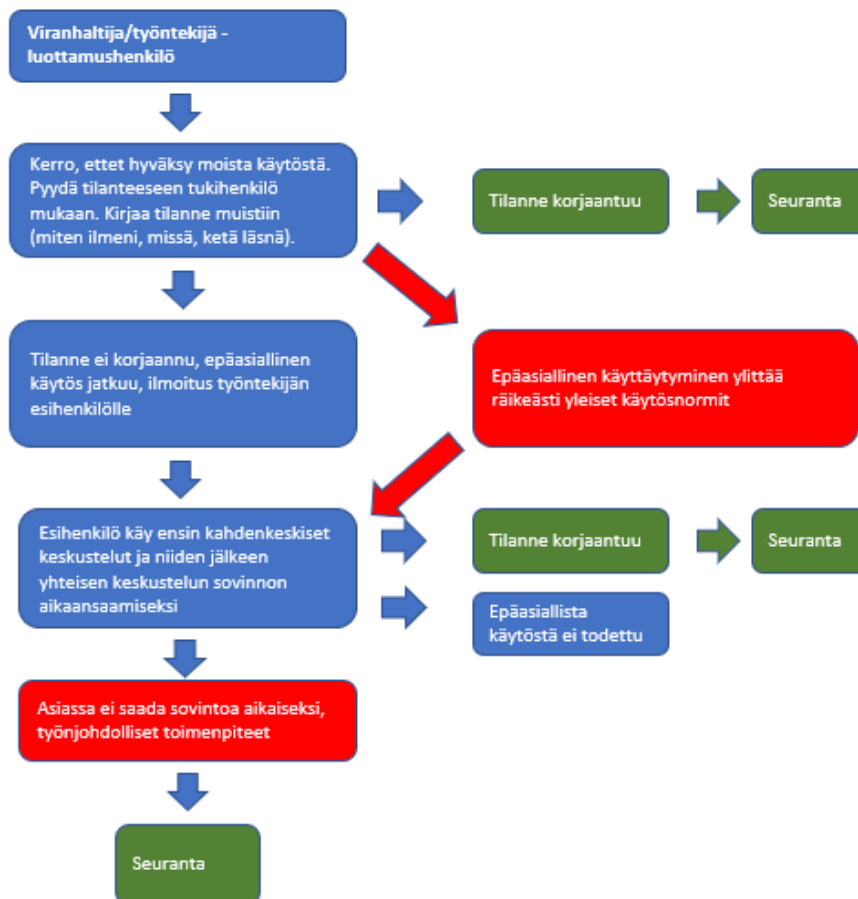 Viranhaltija/työntekijä -
luottamushenkilö
Kerro, ettet hyväksy moista käytöstä.
Pyydä tilanteeseen tukihenkilö
mukaan. Kirjaa tilanne muistiin
(miten ilmeni, missä, ketä läsnä).
Tilanne korjaantuu
Seuranta
Tilanne ei korjaannu, epäasiallinen
käytös jatkuu, ilmoitus työntekijän
esihenkilölle
Epäasiallinen käyttäytyminen ylittää
räikeästi yleiset käytösnormit
Esihenkilö käy ensin kahdenkeskiset
keskustelut ja niiden jälkeen
yhteisen keskustelun sovinnon
aikaansaamiseksi
Tilanne korjaantuu
Seuranta
Epäasiallista
käytöstä ei todettu
Asiassa ei saada sovintoa aikaiseksi,
työnjohdolliset toimenpiteet
Seuranta